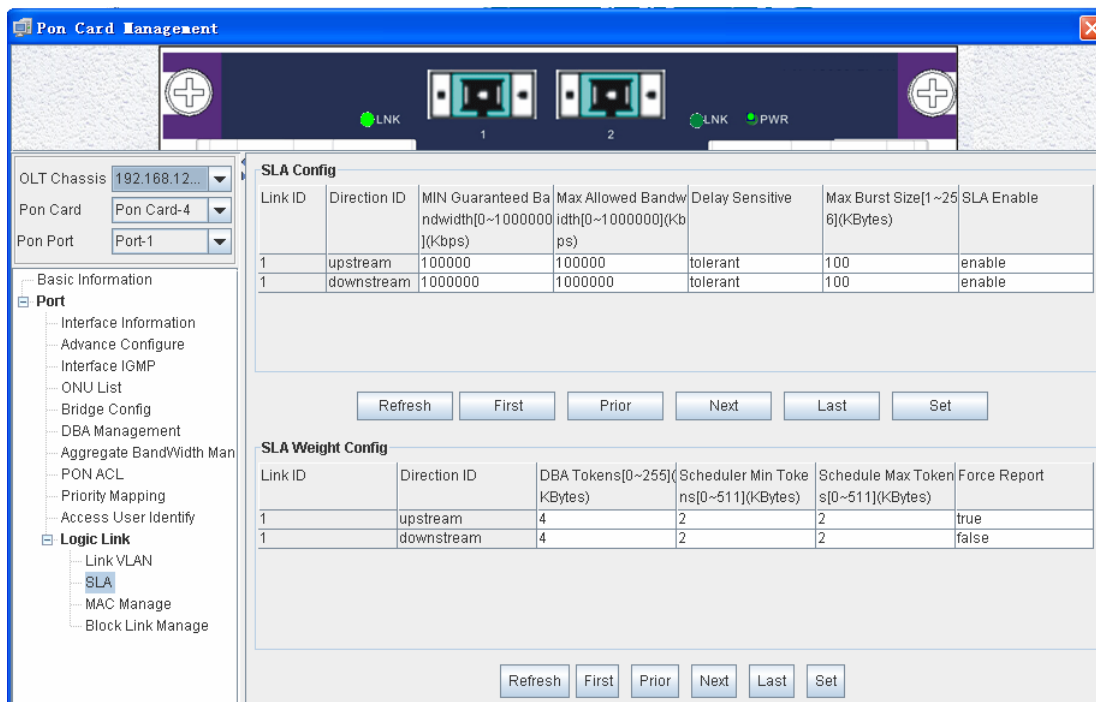 Pon Card Management
LNK
1
2
LNK
PWR
OLT Chassis 192.168.12...
Pon Card Pon Card-4
Pon Port Port-1
Basic Information
Port
Interface Information
Advance Configure
Interface IGMP
ONU List
Bridge Config
DBA Management
Aggregate BandWidth Man
PON ACL
Priority Mapping
Access User Identify
Logic Link
Link VLAN
SLA
MAC Manage
Block Link Manage
SLA Config
Link ID Direction ID MIN Guaranteed Ba Max Allowed Bandw Delay Sensitive Max Burst Size[1~25 SLA Enable
ndwidth[0~1000000 idth[0~1000000](Kb 6](KBytes)
](Kbps) ps)
1 upstream 100000 100000 tolerant 100 enable
1 downstream 1000000 1000000 tolerant 100 enable
Refresh First Prior Next Last Set
SLA Weight Config
Link ID Direction ID DBA Tokens[0~255]( Scheduler Min Toke Schedule Max Token Force Report
KBytes) ns[0~511](KBytes) s[0~511](KBytes)
1 upstream 4 2 2 true
1 downstream 4 2 2 false
Refresh First Prior Next Last Set